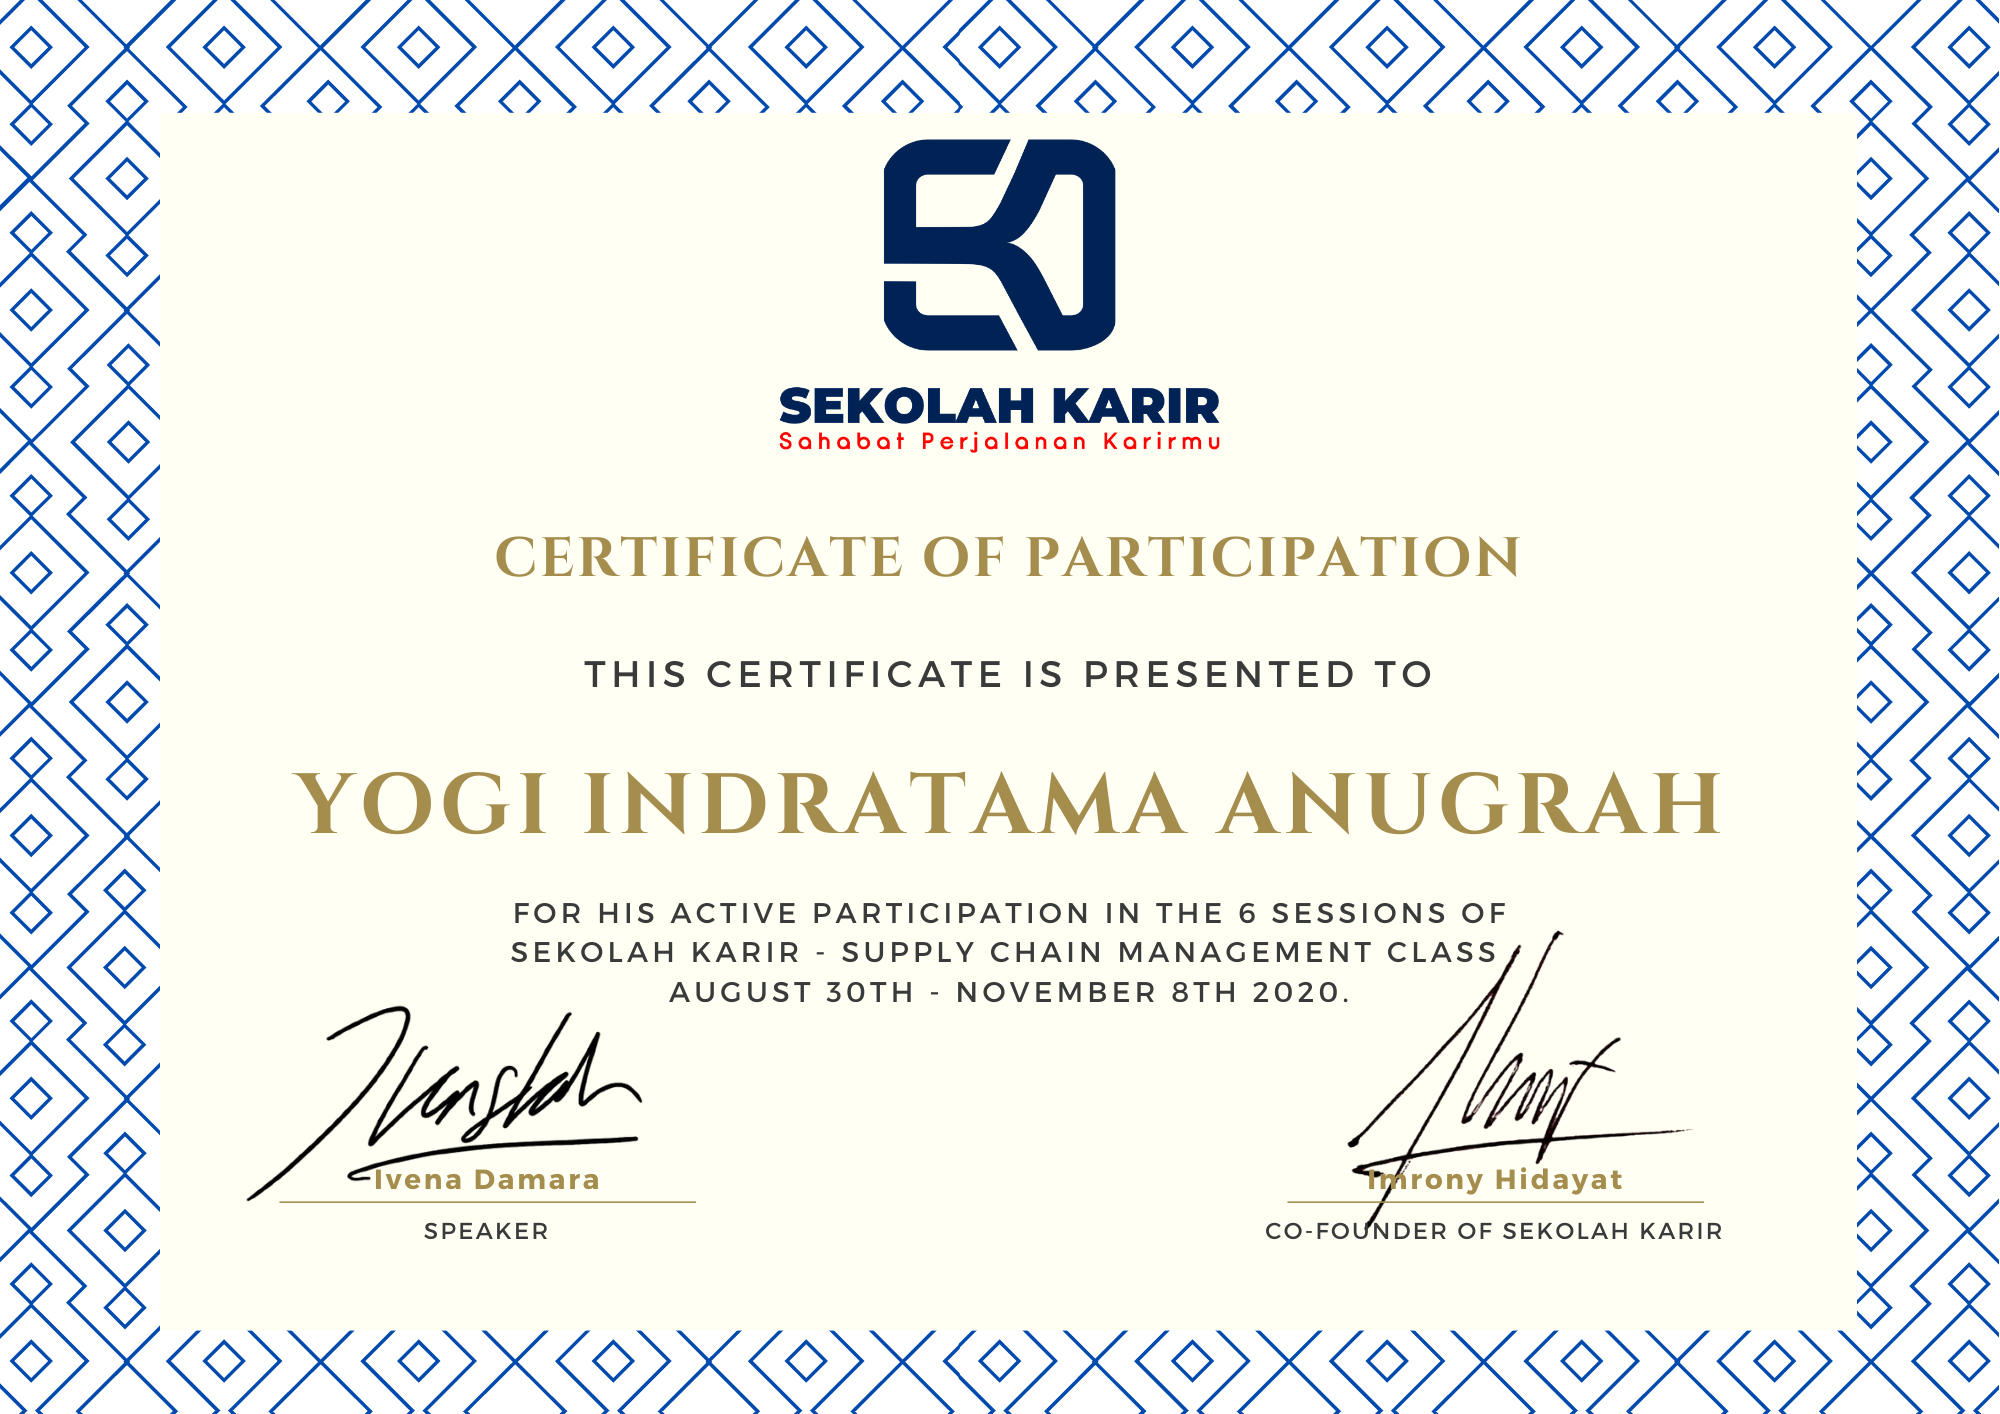 SEKOLAH KARIR
Sahabat Perjalanan Karirmu
CERTIFICATE OF PARTICIPATION
THIS CERTIFICATE IS PRESENTED TO
YOGI INDRATAMA ANUGRAH
FOR HIS ACTIVE PARTICIPATION IN THE 6 SESSIONS OF
SEKOLAH KARIR - SUPPLY CHAIN MANAGEMENT CLASS
AUGUST 30TH - NOVEMBER 8TH 2020.
Ivena Damara
SPEAKER
Imrony Hidayat
CO-FOUNDER OF SEKOLAH KARIR